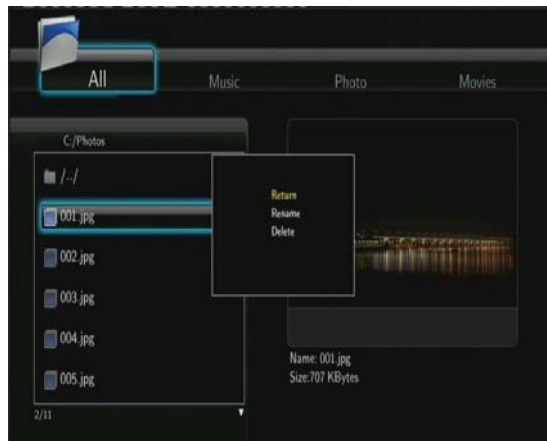 All
Music
Photo
Movies
C:/Photos
/../
001.jpg
002.jpg
003.jpg
004.jpg
005.jpg
2/11
Return
Rename
Delete
Name: 001.jpg
Size:707 KBytes